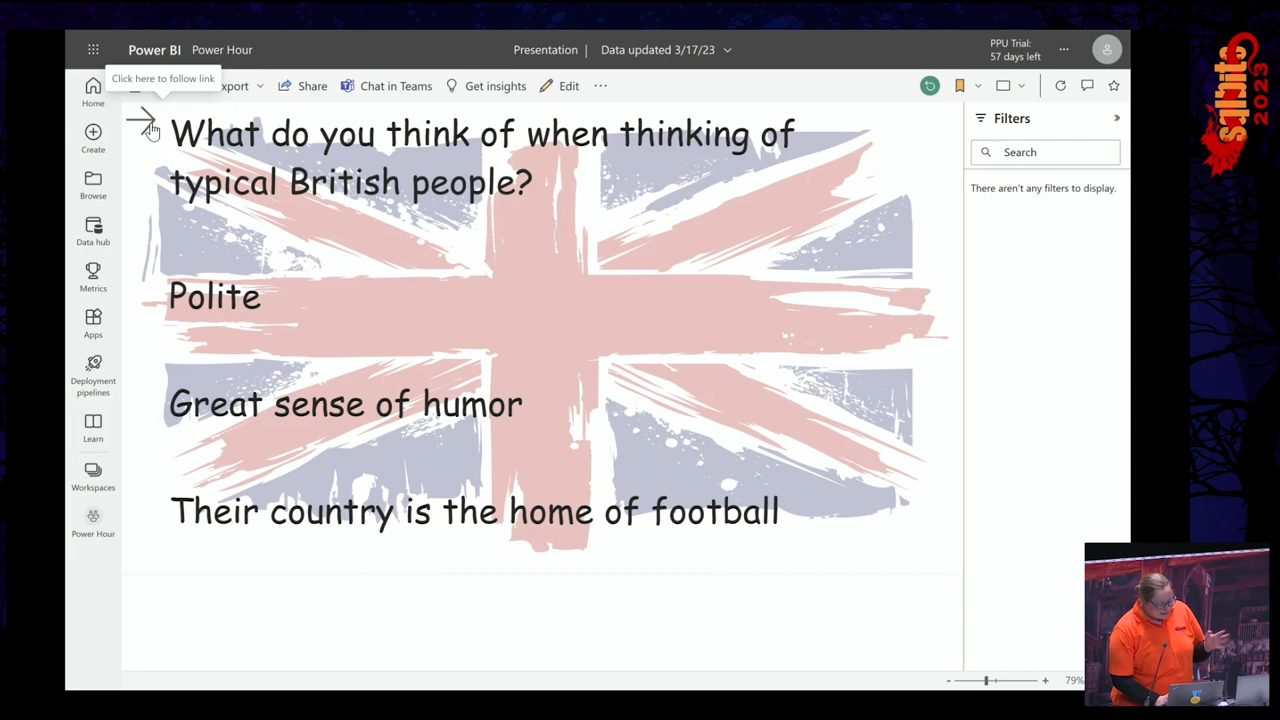 Power BI Power Hour
Presentation | Data updated 3/17/23
PPU Trial:
57 days left
Click here to follow link
xport
Share
Chat in Teams
Get insights
Edit
Home
Create
Browse
Data hub
Metrics
Apps
Deployment
pipelines
Learn
Workspaces
Power Hour
What do you think of when thinking of
typical British people?
Polite
Great sense of humor
Their country is the home of football
Filters
Search
There aren't any filters to display.
79%
sqlbits
2023